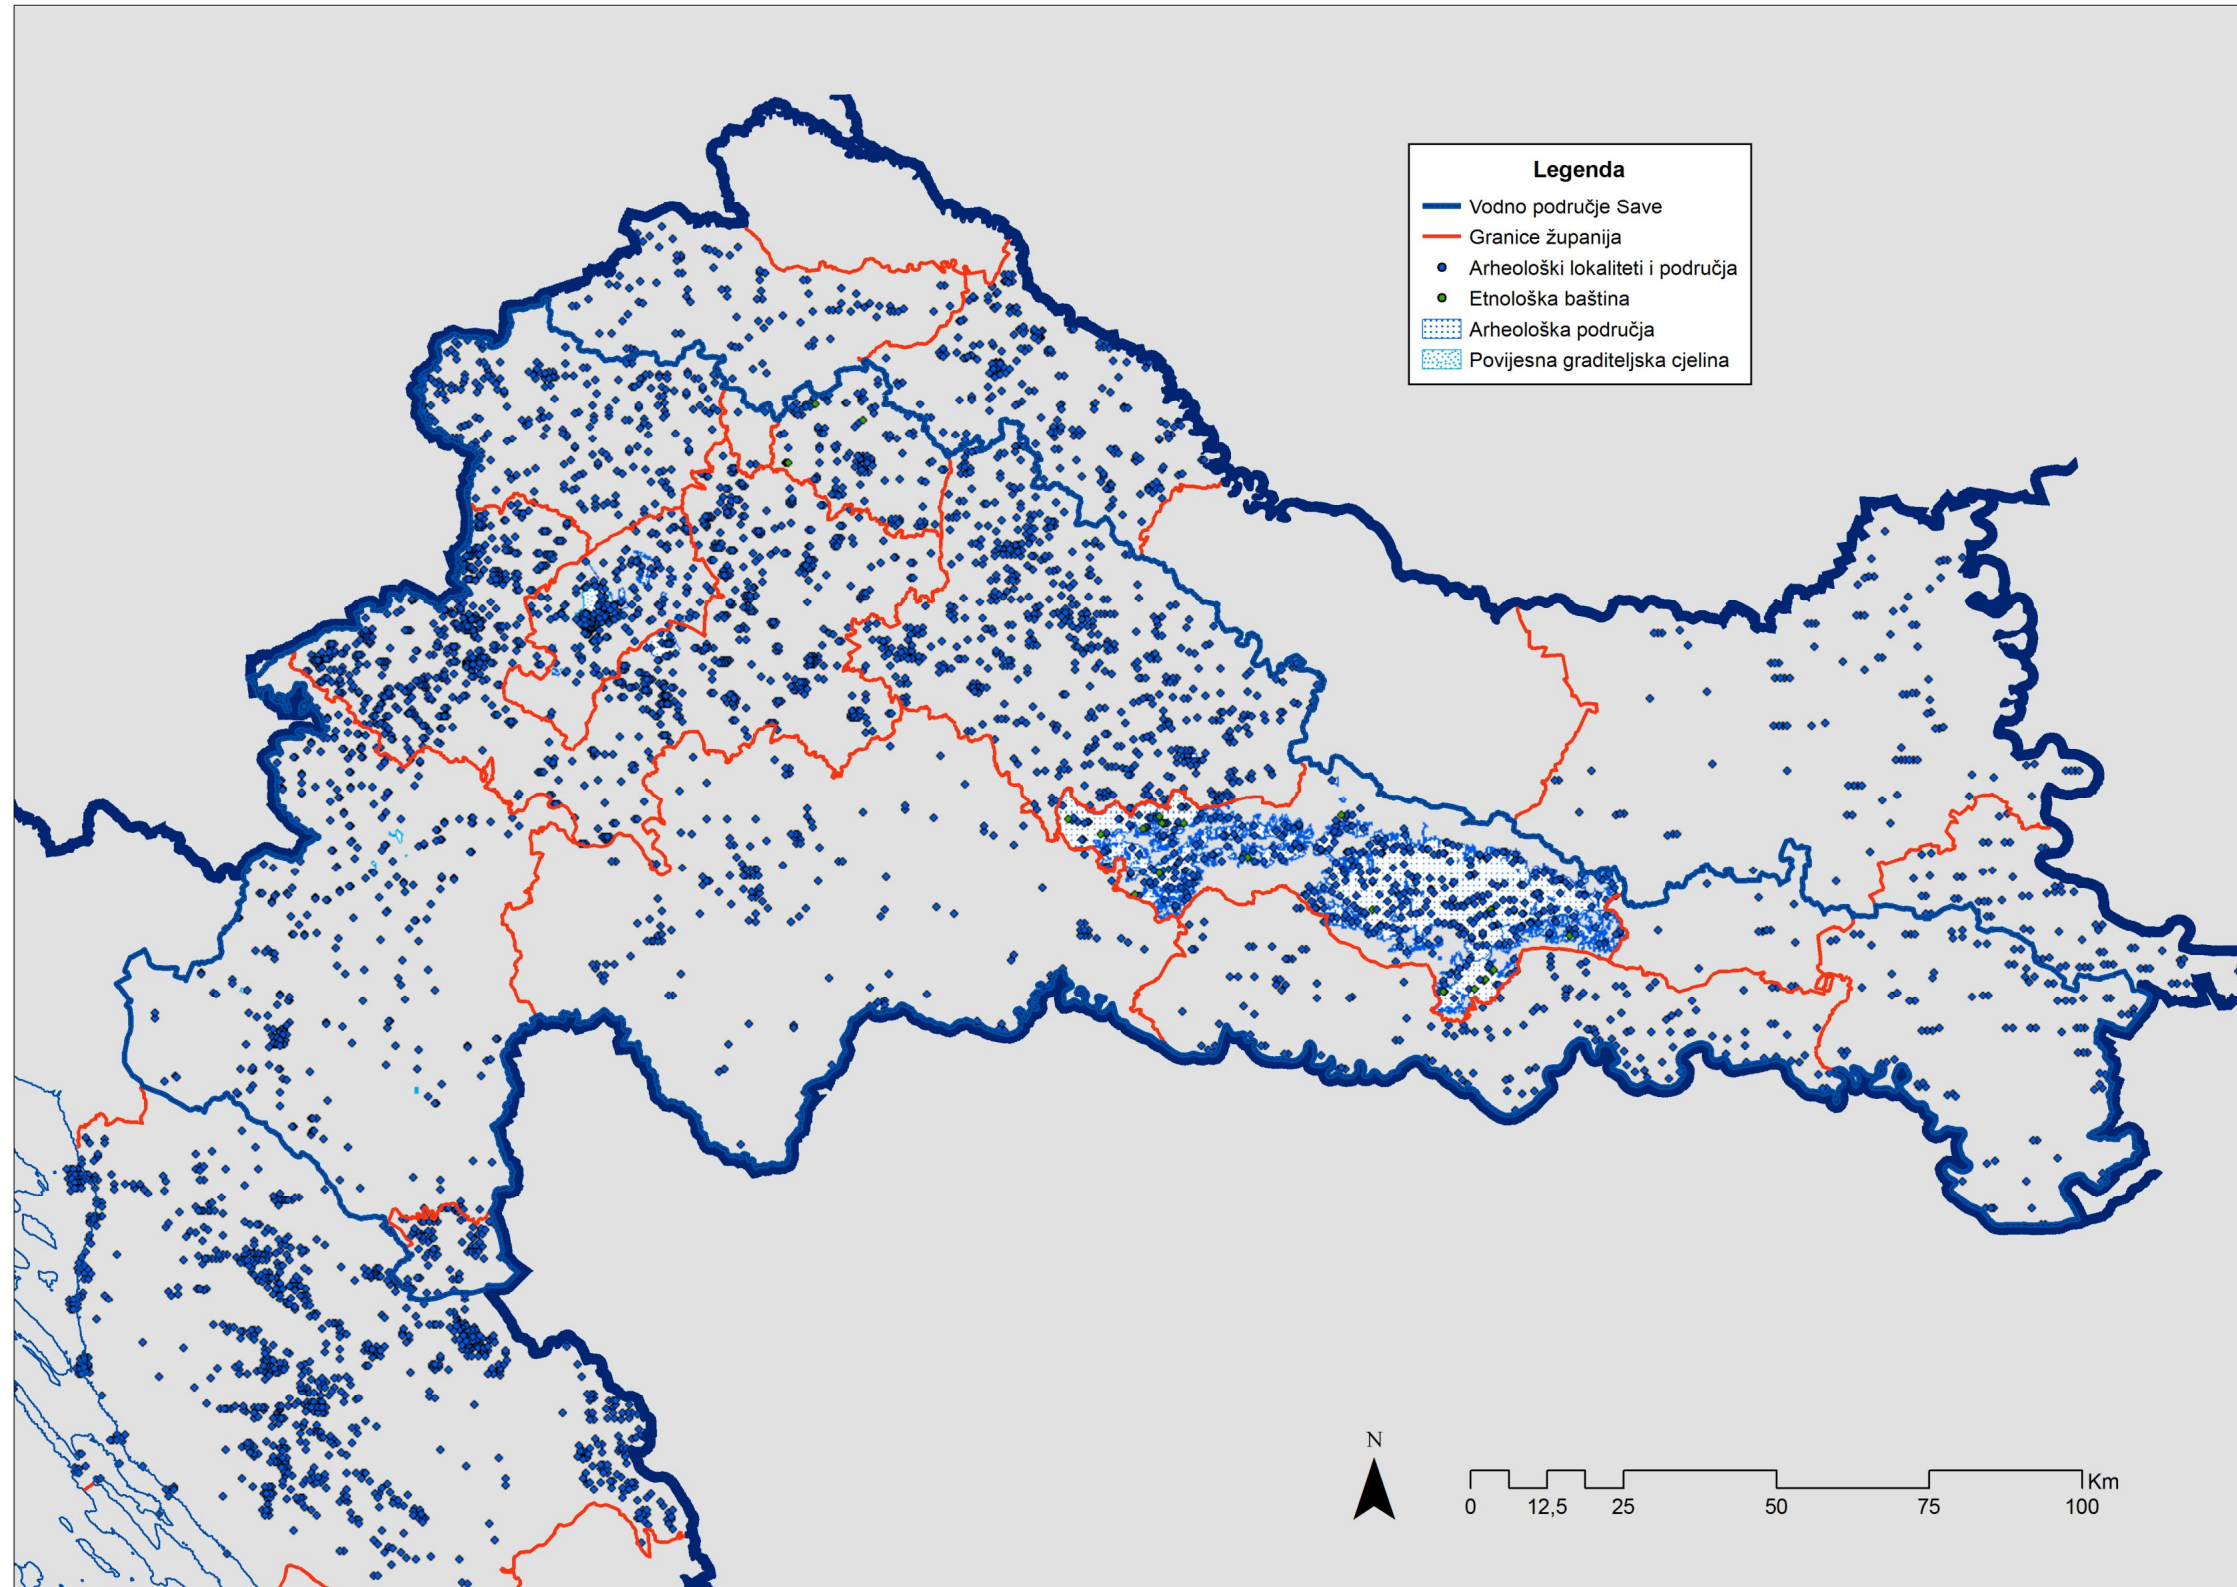 Legenda
Vodno područje Save
Granice županija
Arheološki lokaliteti i područja
Etnološka baština
Arheološka područja
Povijesna graditeljska cjelina
N
Km
0 12,5 25 50 75 100